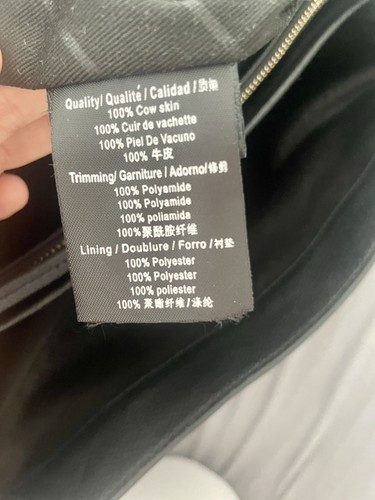 Quality/ Qualité / Calidad / 质地
100% Cow skin
100% Cuir de vachette
100% Piel De Vacuno
100% 牛皮
Trimming/ Garniture / Adorno/修剪
100% Polyamide
100% Polyamide
100% poliamida
100%聚酰胺纤维
Lining / Doublure / Forro / 衬垫
100% Polyester
100% Polyester
100% poliester
100% 聚酯纤维 / 涤纶